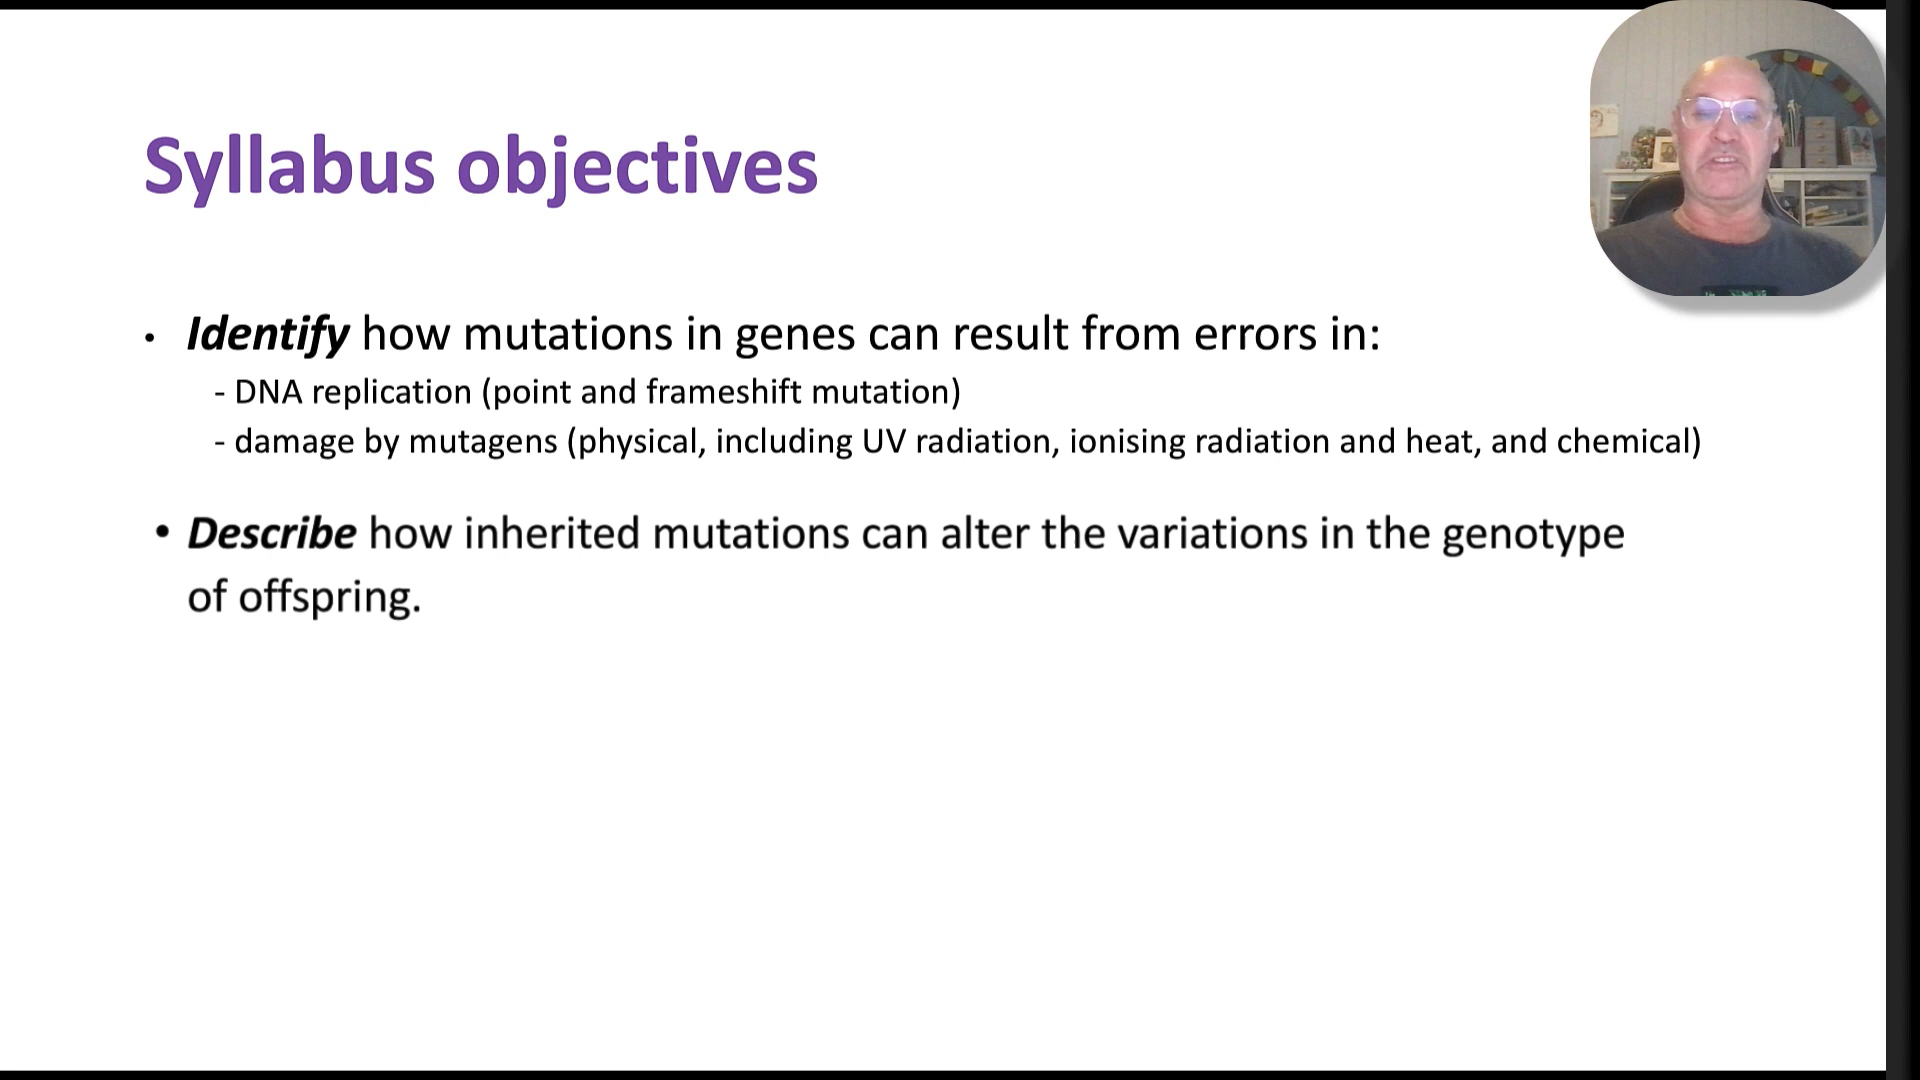 Syllabus objectives
• Identify how mutations in genes can result from errors in:
- DNA replication (point and frameshift mutation)
- damage by mutagens (physical, including UV radiation, ionising radiation and heat, and chemical)
• Describe how inherited mutations can alter the variations in the genotype
of offspring.